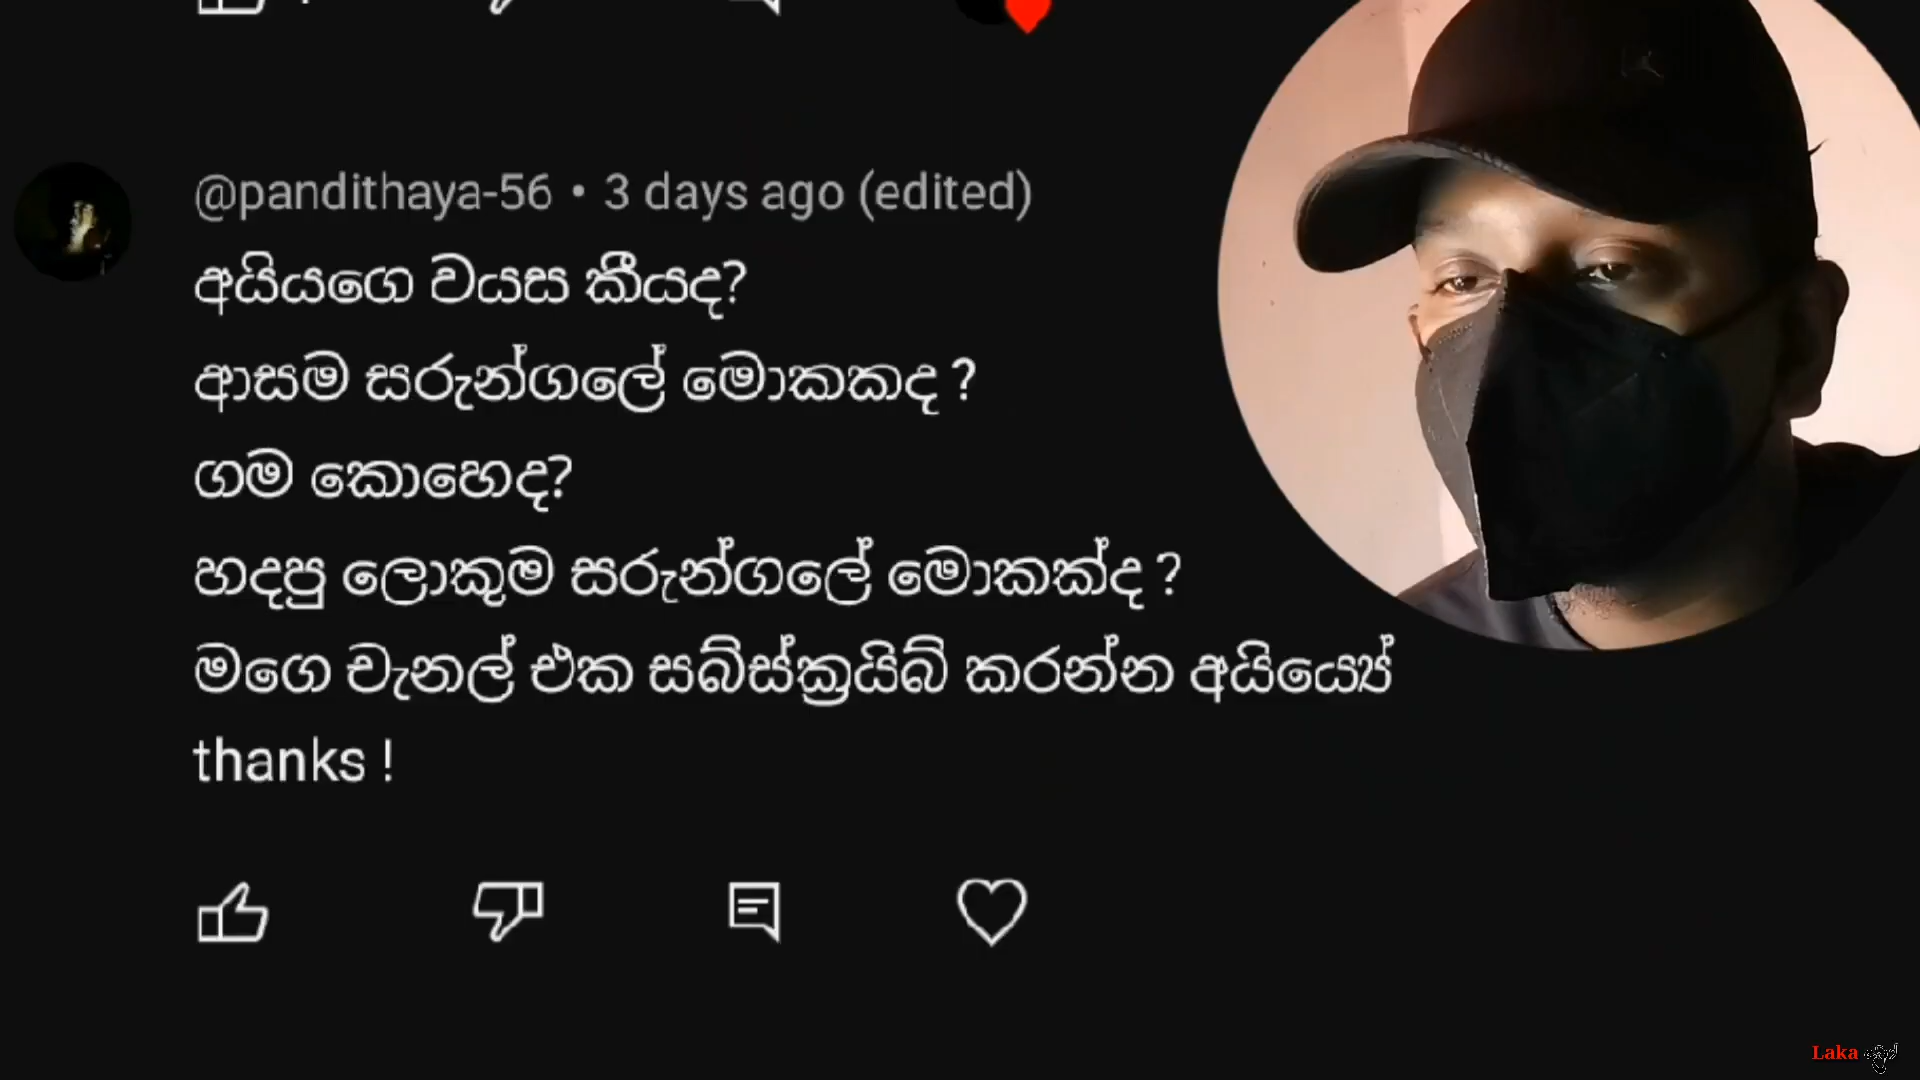 @pandithaya-56 • 3 days ago (edited)
අයියගෙ වයස කීයද?
ආසම සරුන්ගලේ මොකකද ?
ගම කොහෙද?
හදපු ලොකුම සරුන්ගලේ මොකක්ද ?
මගෙ චැනල් එක සබ්ස්ක්‍රයිබ් කරන්න අයියේ‍ය්
thanks !
Laka